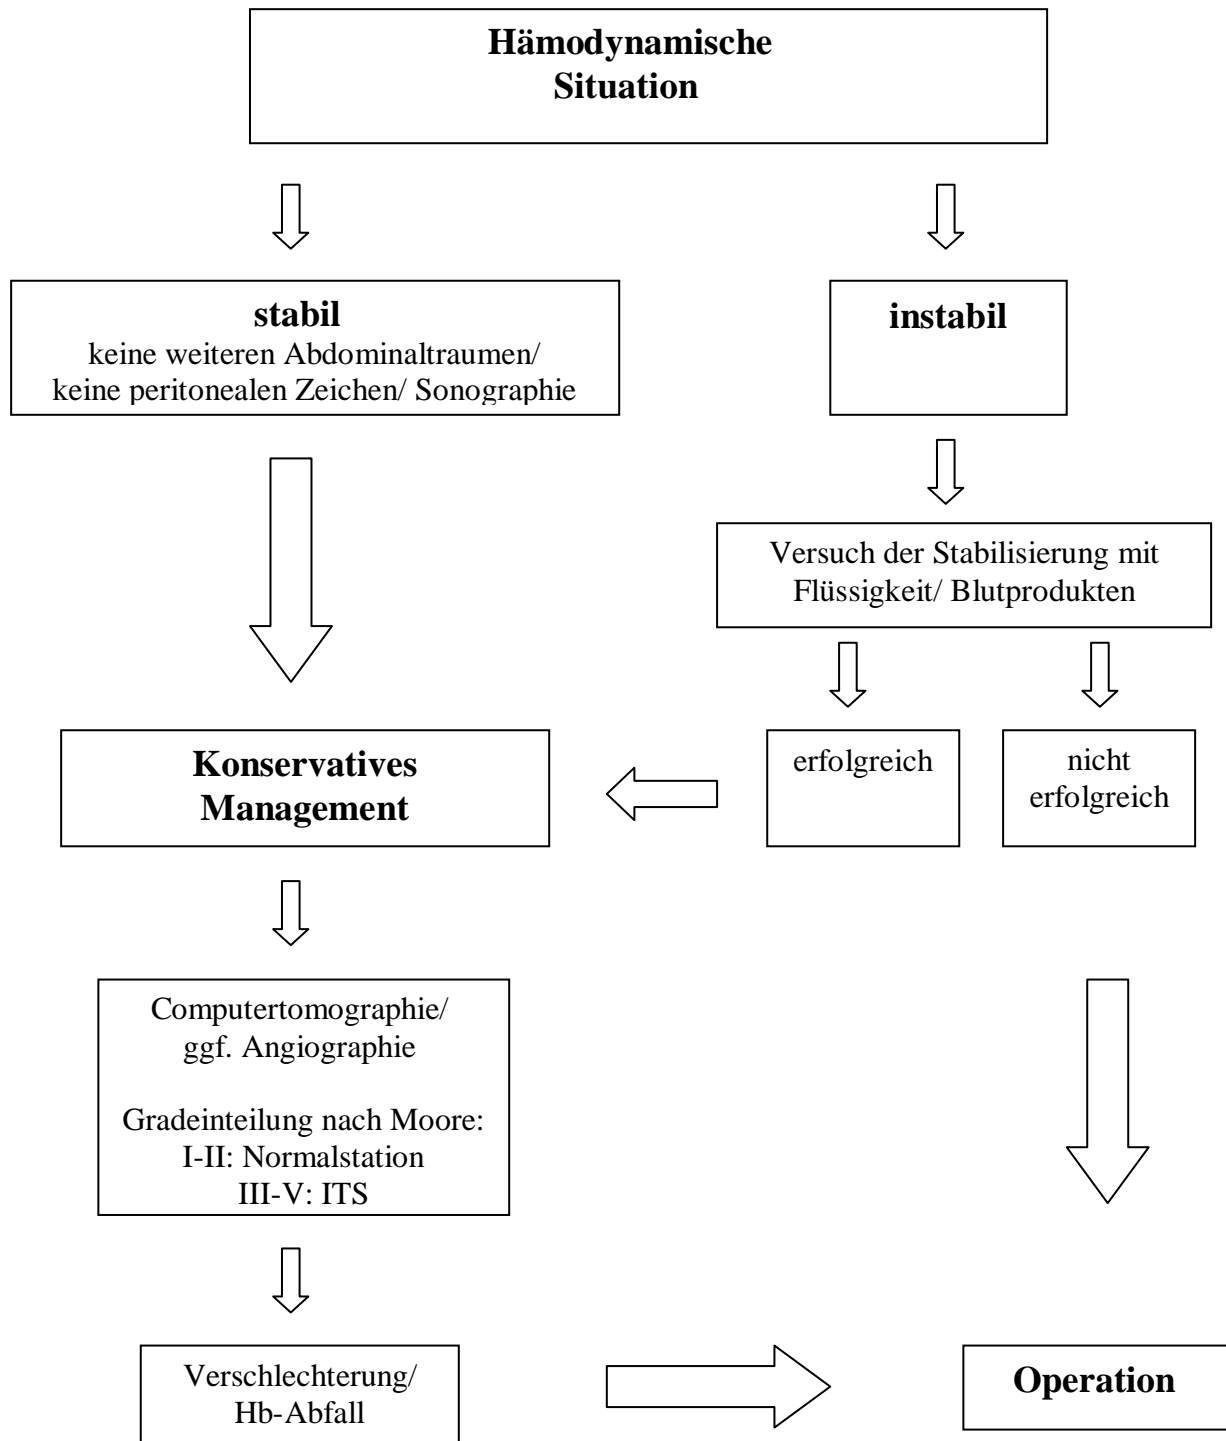 Hämodynamische
Situation
stabil
keine weiteren Abdominaltraumen/
keine peritonealen Zeichen/ Sonographie
instabil
Versuch der Stabilisierung mit
Flüssigkeit/ Blutprodukten
erfolgreich
nicht
erfolgreich
Konservatives
Management
Computertomographie/
ggf. Angiographie
Gradeinteilung nach Moore:
I-II: Normalstation
III-V: ITS
Verschlechterung/
Hb-Abfall
Operation